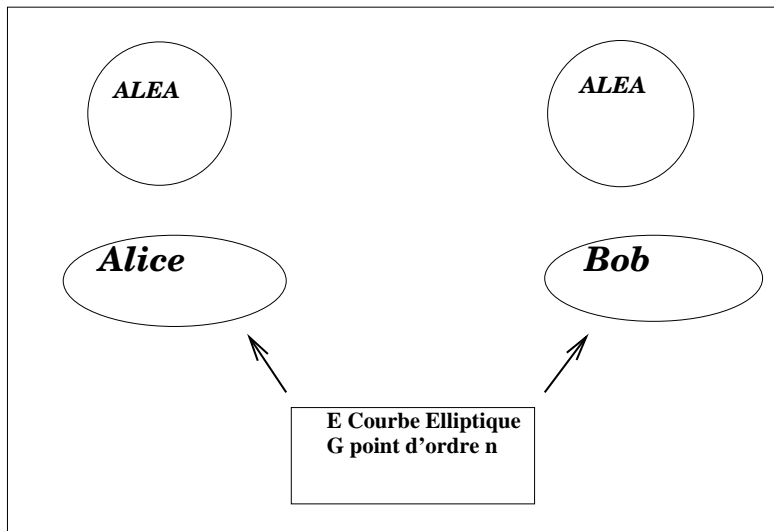 ALEA
ALEA
Alice
Bob
E Courbe Elliptique
G point d'ordre n